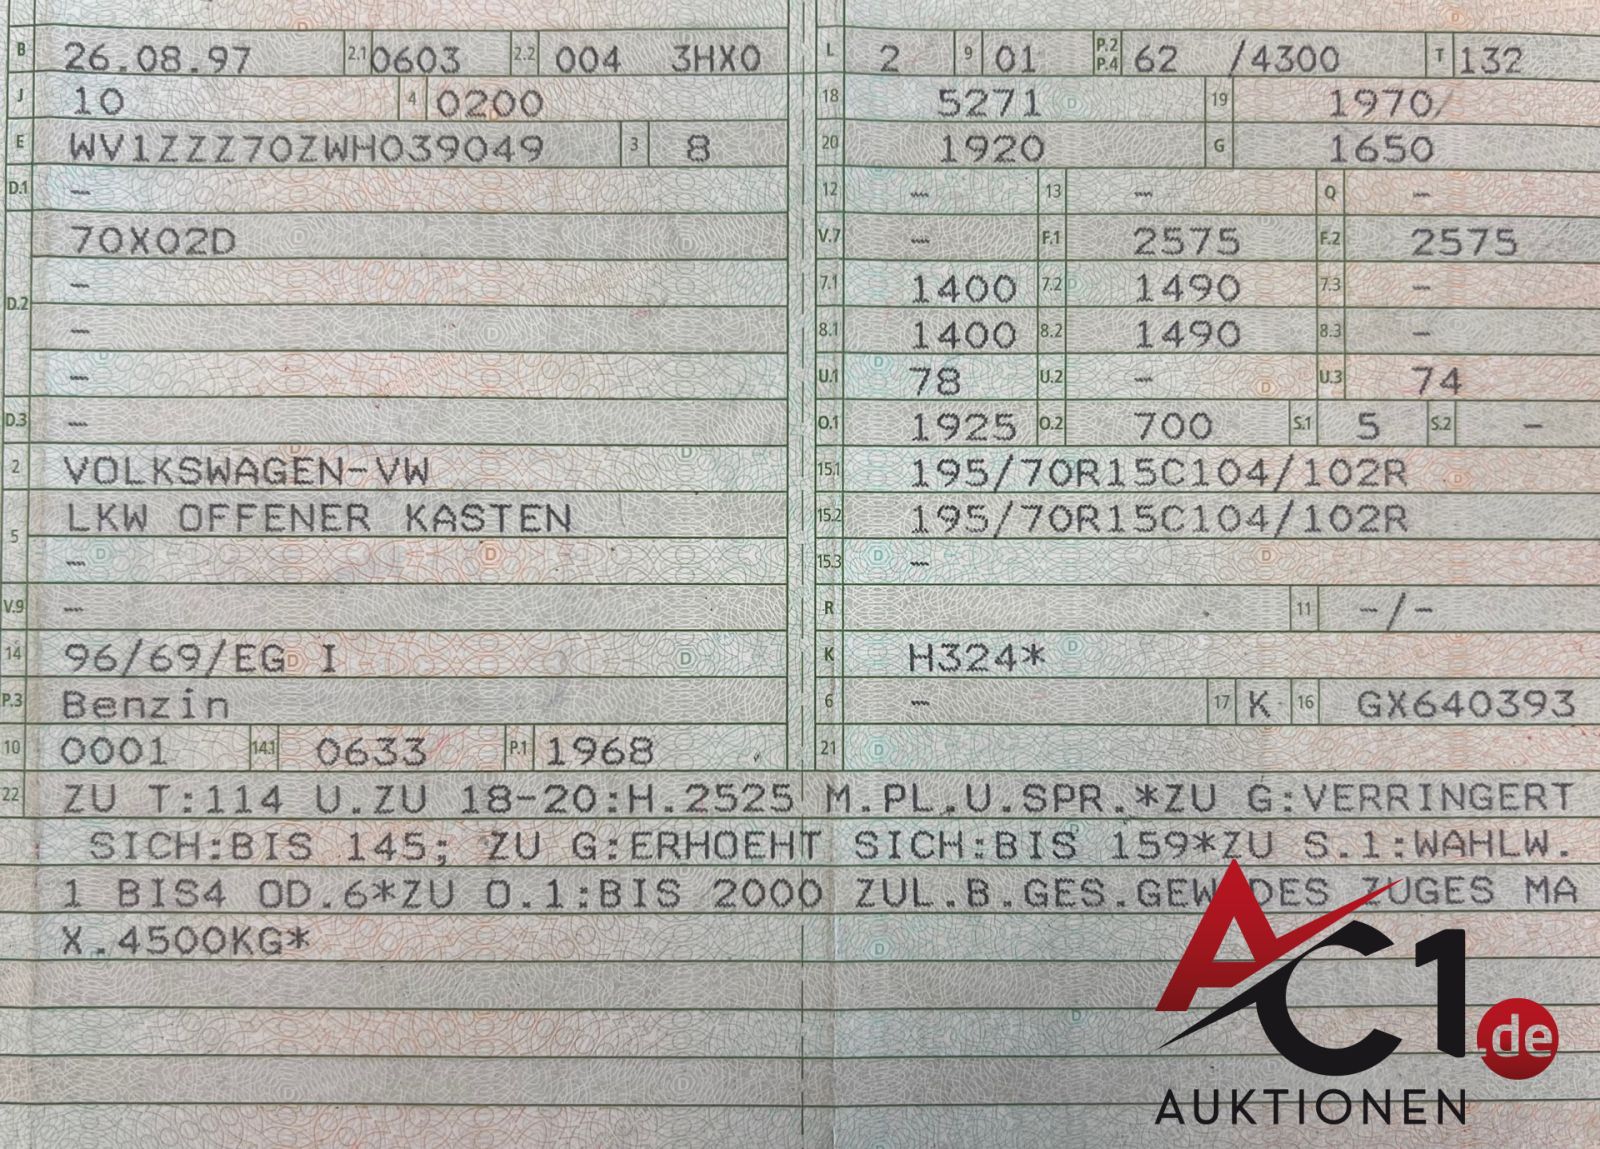 B 26.08.97 2.1 0603 2.2 004 3HX0 L 2 9 01 P.2 P.4 62 /4300 T 132
J 10 4 0200 18 5271 19 1970/
E WV1ZZZ70ZWH039049 3 8 20 1920 G 1650
D.1 – 12 – 13 – Q –
70X02D V.7 – F.1 2575 F.2 2575
D.2 – 7.1 1400 7.2 1490 7.3 –
– 8.1 1400 8.2 1490 8.3 –
– U.1 78 U.2 – U.3 74
D.3 – O.1 1925 O.2 700 S.1 5 S.2 –
2 VOLKSWAGEN-VW 15.1 195/70R15C104/102R
5 LKW OFFENER KASTEN 15.2 195/70R15C104/102R
– 15.3 –
V.9 – R 11 -/-
14 96/69/EG I K H324*
P.3 Benzin 6 – 17 K 16 GX640393
10 0001 14.1 0633 P.1 1968 21
22 ZU T:114 U.ZU 18-20:H.2525 M.PL.U.SPR.*ZU G:VERRINGERT
SICH:BIS 145; ZU G:ERHOEHT SICH:BIS 159*ZU S.1:WAHLW.
1 BIS4 OD.6*ZU O.1:BIS 2000 ZUL.B.GES.GEW DES ZUGES MA
X.4500KG*
AC1.de
AUKTIONEN